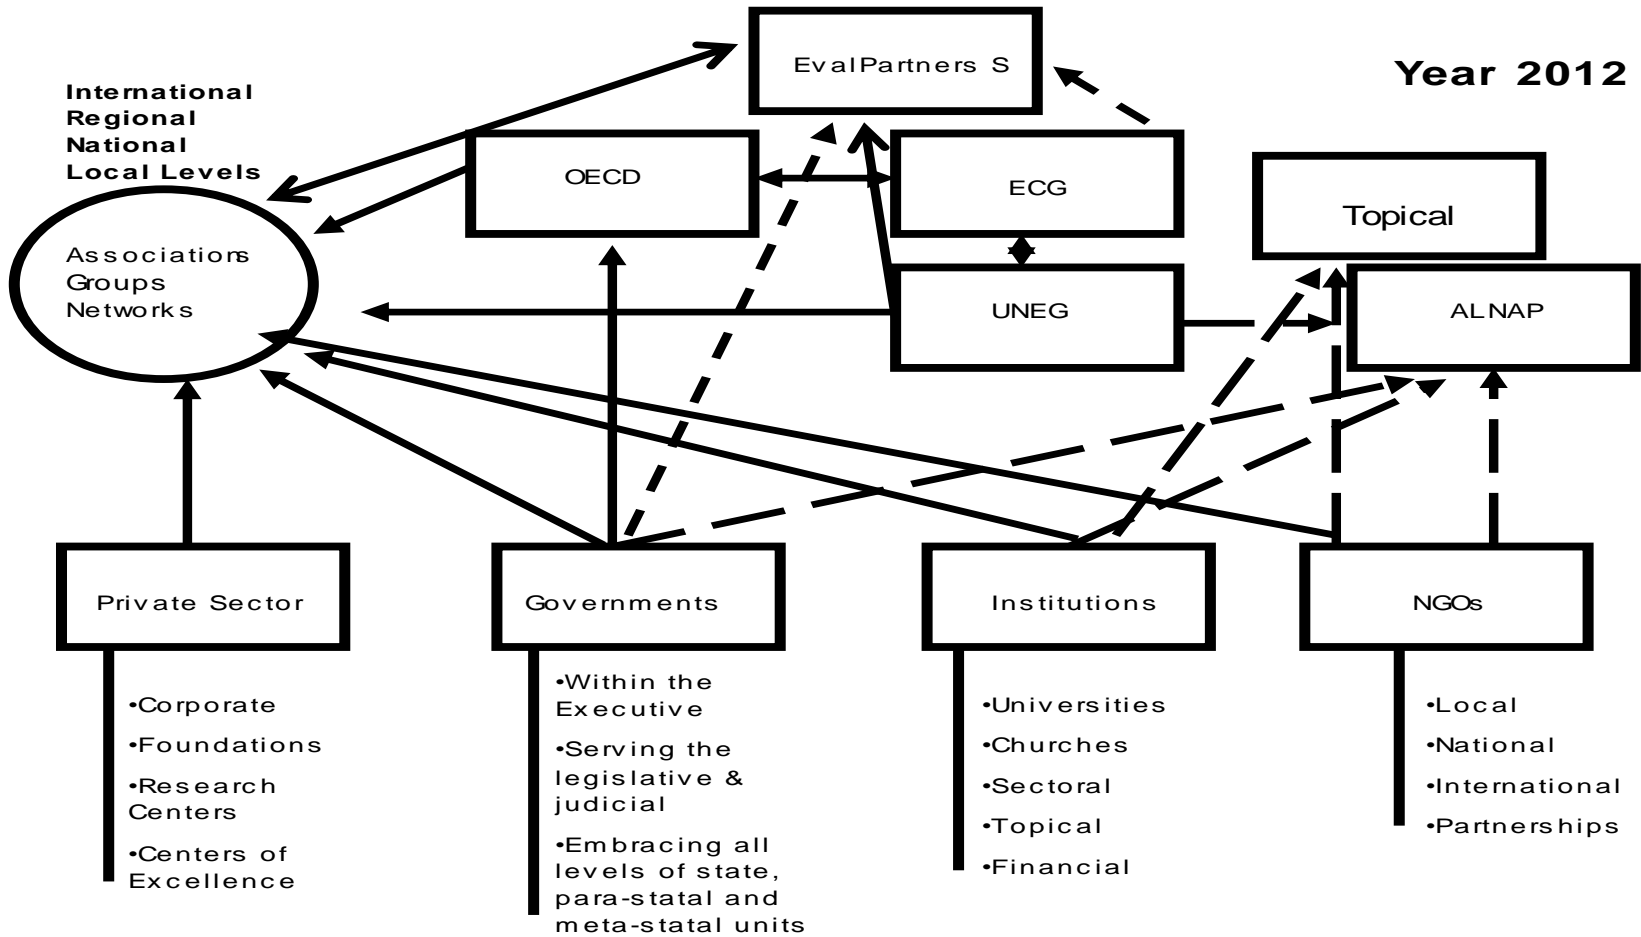 EvalPartners S
Year 2012
International
Regional
National
Local Levels
OECD
ECG
Topical
Associations
Groups
Networks
UNEG
ALNAP
Private Sector
Governments
Institutions
NGOs
•Corporate
•Foundations
•Research
Centers
•Centers of
Excellence
•Within the
Executive
•Serving the
legislative &
judicial
•Embracing all
levels of state,
para-statal and
meta-statal units
•Universities
•Churches
•Sectoral
•Topical
•Financial
•Local
•National
•International
•Partnerships